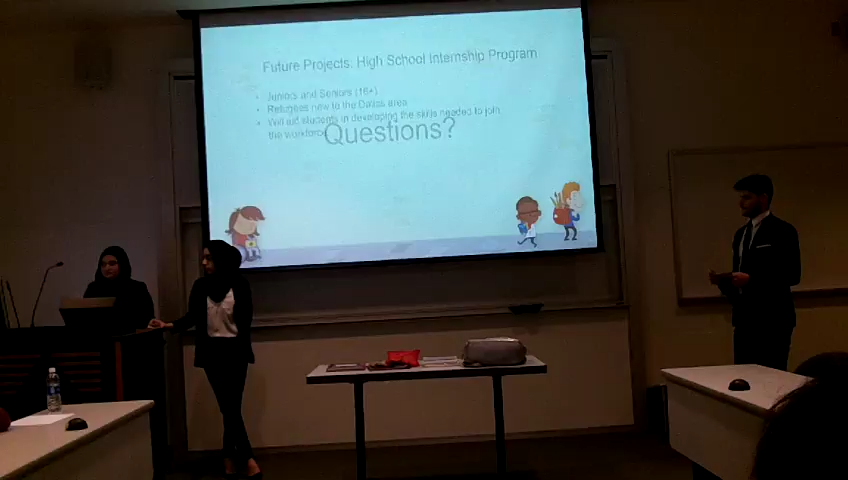 Future Projects: High School Internship Program
Juniors and Seniors (16+)
Refugees new to the Dallas area
Will aid students in developing the skills needed to join
the workforce
Questions?